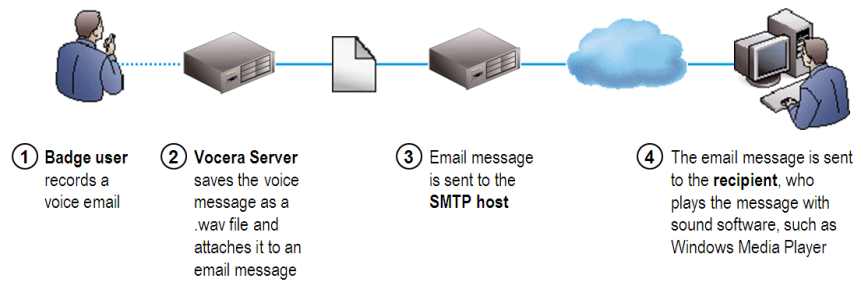 1 Badge user
records a
voice email
2 Vocera Server
saves the voice
message as a
.wav file and
attaches it to an
email message
3 Email message
is sent to the
SMTP host
4 The email message is sent
to the recipient, who
plays the message with
sound software, such as
Windows Media Player